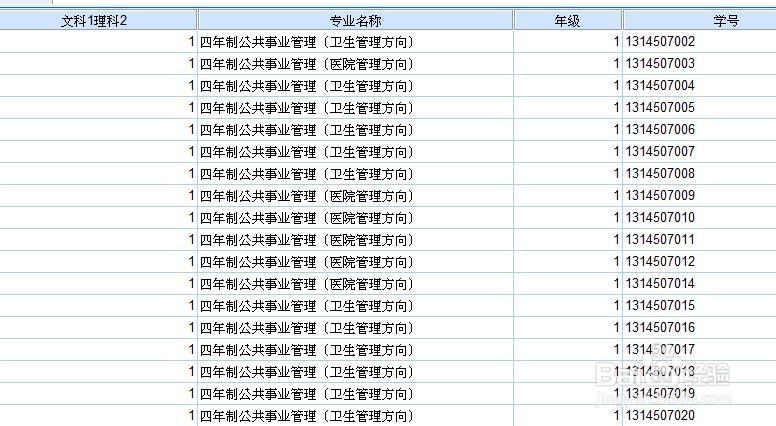 文科1理科2 专业名称 年级 学号
1 四年制公共事业管理（卫生管理方向） 1 1314507002
1 四年制公共事业管理（医院管理方向） 1 1314507003
1 四年制公共事业管理（卫生管理方向） 1 1314507004
1 四年制公共事业管理（卫生管理方向） 1 1314507005
1 四年制公共事业管理（卫生管理方向） 1 1314507006
1 四年制公共事业管理（卫生管理方向） 1 1314507007
1 四年制公共事业管理（卫生管理方向） 1 1314507008
1 四年制公共事业管理（医院管理方向） 1 1314507009
1 四年制公共事业管理（医院管理方向） 1 1314507010
1 四年制公共事业管理（医院管理方向） 1 1314507011
1 四年制公共事业管理（医院管理方向） 1 1314507012
1 四年制公共事业管理（医院管理方向） 1 1314507014
1 四年制公共事业管理（卫生管理方向） 1 1314507015
1 四年制公共事业管理（卫生管理方向） 1 1314507016
1 四年制公共事业管理（卫生管理方向） 1 1314507017
1 四年制公共事业管理（卫生管理方向） 1 1314507018
1 四年制公共事业管理（卫生管理方向） 1 1314507019
1 四年制公共事业管理（卫生管理方向） 1 1314507020
Baidu经验